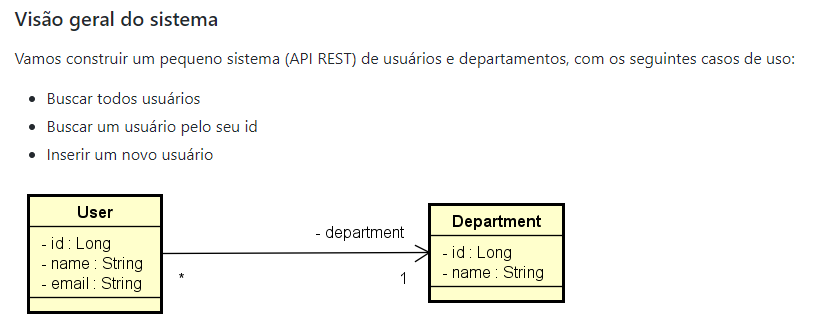 Visão geral do sistema
Vamos construir um pequeno sistema (API REST) de usuários e departamentos, com os seguintes casos de uso:
• Buscar todos usuários
• Buscar um usuário pelo seu id
• Inserir um novo usuário
User
- id : Long
- name : String
- email : String
- department
*
1
Department
- id : Long
- name : String